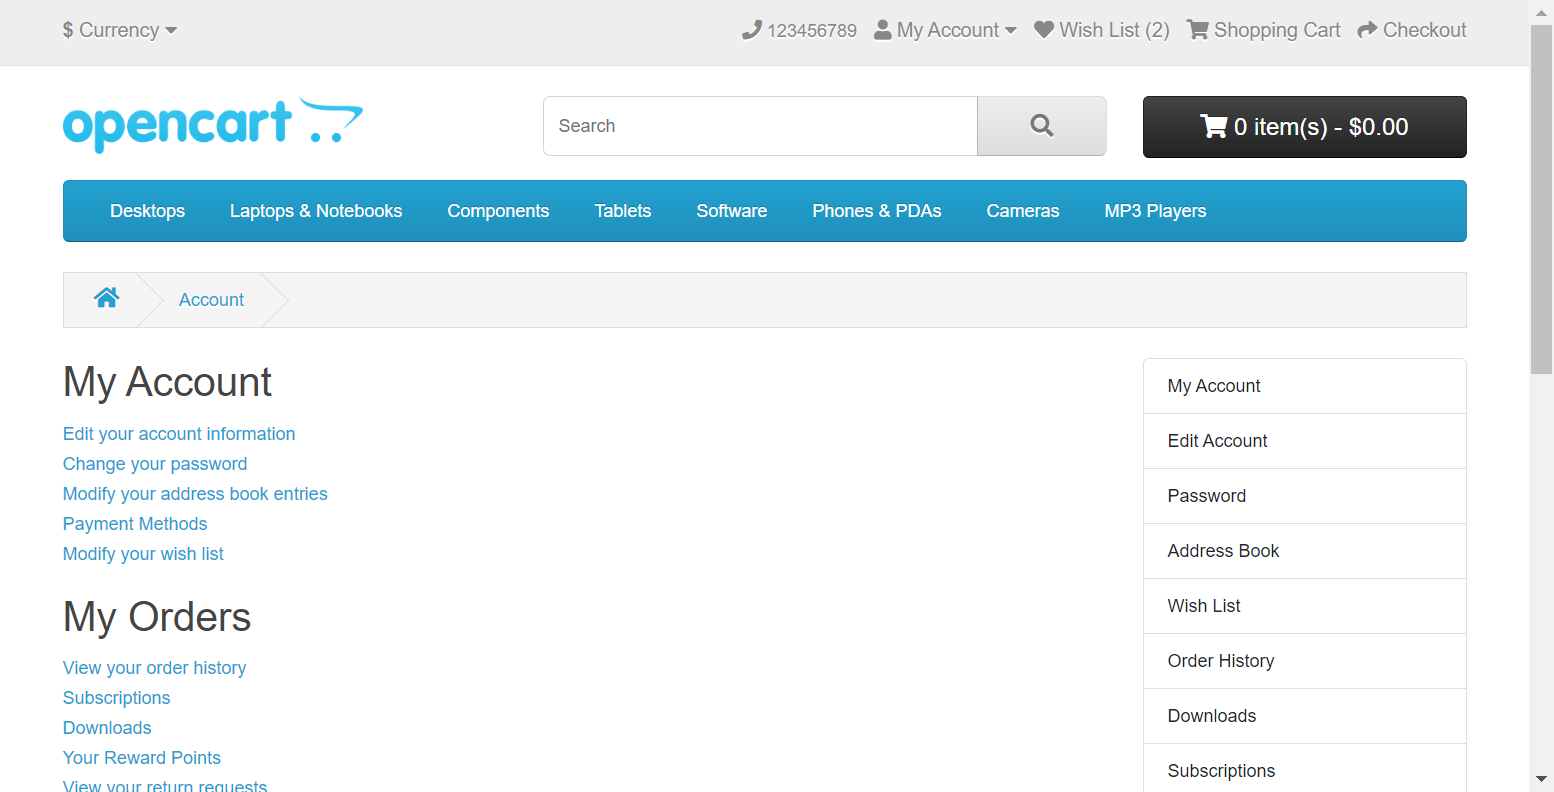 $ Currency
123456789 My Account Wish List (2) Shopping Cart Checkout
opencart
Search
0 item(s) - $0.00
Desktops Laptops & Notebooks Components Tablets Software Phones & PDAs Cameras MP3 Players
Account
My Account
Edit your account information
Change your password
Modify your address book entries
Payment Methods
Modify your wish list
My Orders
View your order history
Subscriptions
Downloads
Your Reward Points
View your return requests
My Account
Edit Account
Password
Address Book
Wish List
Order History
Downloads
Subscriptions